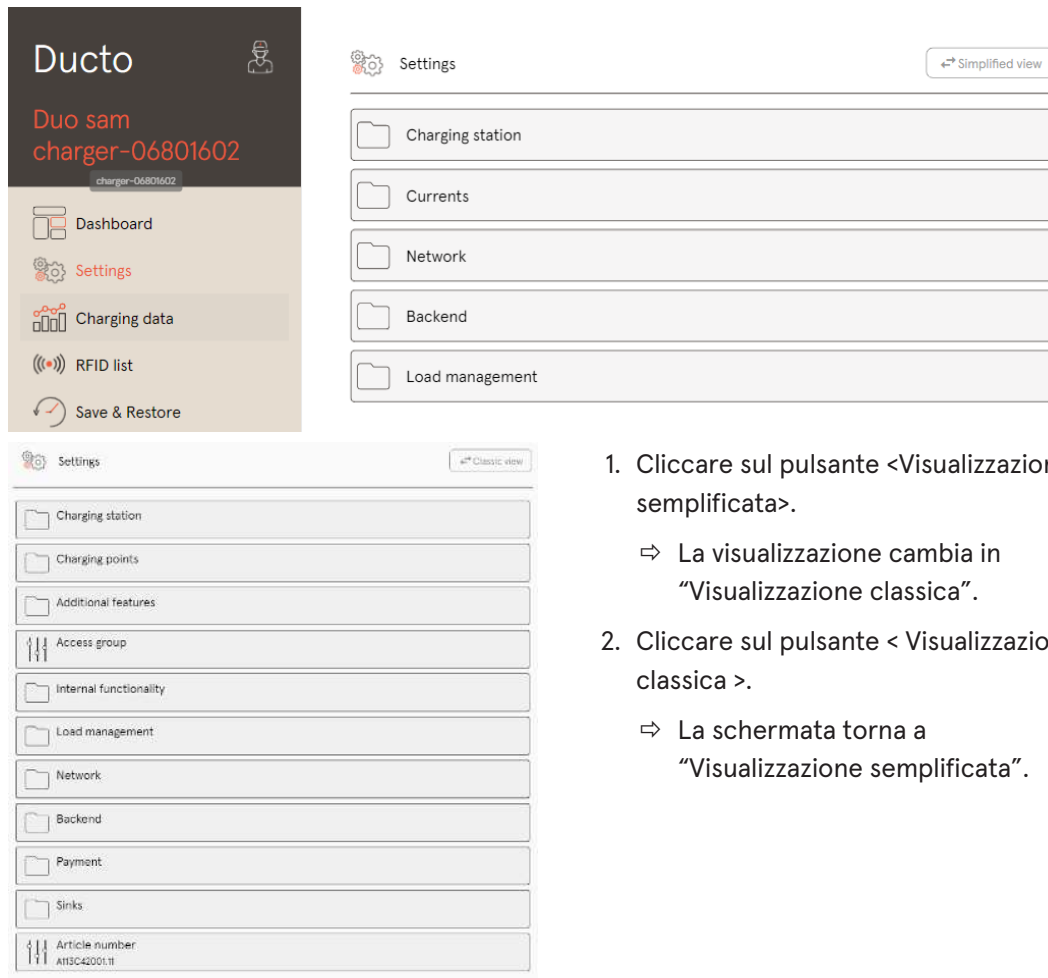 Ducto
Duo sam
charger-06801602
charger-06801602
Dashboard
Settings
Charging data
RFID list
Save & Restore
Settings
Simplified view
Charging station
Currents
Network
Backend
Load management
Settings
Classic view
Charging station
Charging points
Additional features
Access group
Internal functionality
Load management
Network
Backend
Payment
Sinks
Article number
A113C42001.11
1. Cliccare sul pulsante <Visualizzazion
semplificata>.
⇨ La visualizzazione cambia in
“Visualizzazione classica”.
2. Cliccare sul pulsante < Visualizzazio
classica >.
⇨ La schermata torna a
“Visualizzazione semplificata”.